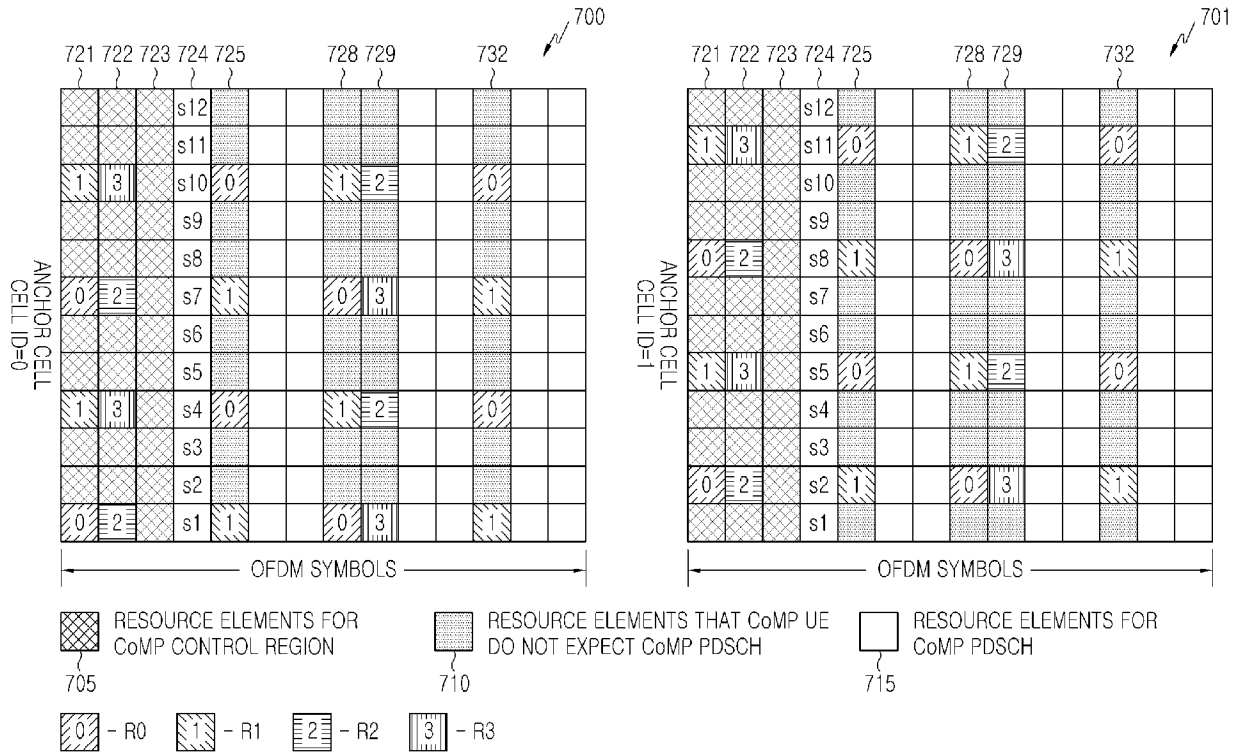 700
701
721 722 723 724 725 728 729 732
721 722 723 724 725 728 729 732
s12
s12
s11
1 3 s11 0 1 2 0
1 3 s10 0 1 2 0
s10
s9
s9
s8
0 2 s8 1 0 3 1
0 2 s7 1 0 3 1
s7
s6
s6
s5
1 3 s5 0 1 2 0
1 3 s4 0 1 2 0
s4
s3
s3
s2
0 2 s2 1 0 3 1
0 2 s1 1 0 3 1
s1
ANCHOR CELL
CELL ID=0
ANCHOR CELL
CELL ID=1
OFDM SYMBOLS
OFDM SYMBOLS
RESOURCE ELEMENTS FOR
CoMP CONTROL REGION
705
RESOURCE ELEMENTS THAT CoMP UE
DO NOT EXPECT CoMP PDSCH
710
RESOURCE ELEMENTS FOR
CoMP PDSCH
715
0 - R0 1 - R1 2 - R2 3 - R3